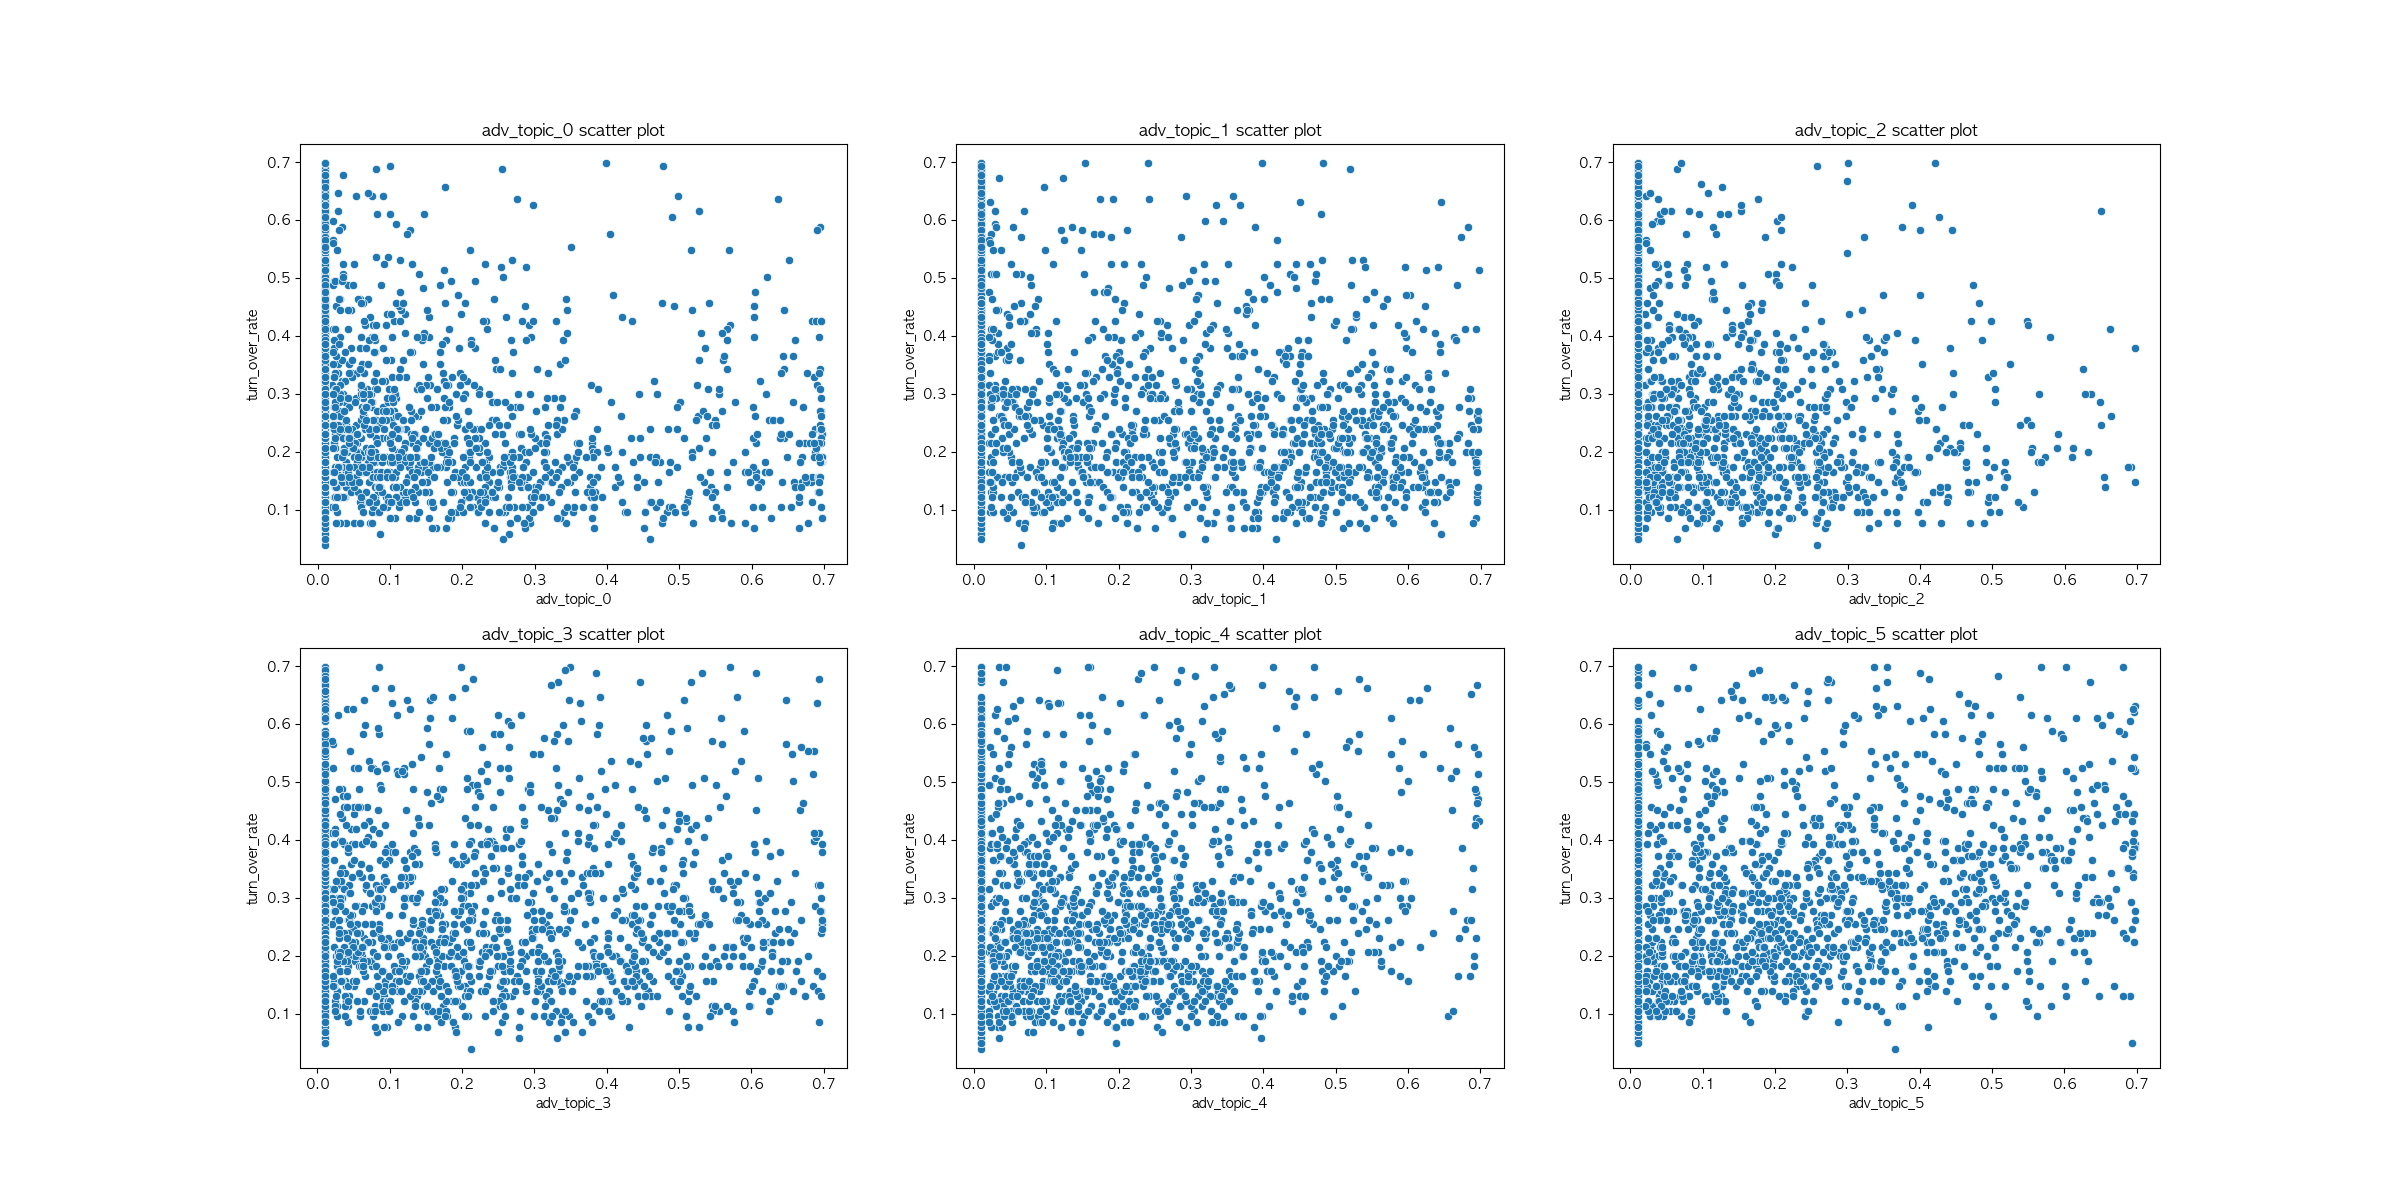 adv_topic_0 scatter plot
turn_over_rate
0.7
0.6
0.5
0.4
0.3
0.2
0.1
0.0 0.1 0.2 0.3 0.4 0.5 0.6 0.7
adv_topic_0
adv_topic_1 scatter plot
turn_over_rate
0.7
0.6
0.5
0.4
0.3
0.2
0.1
0.0 0.1 0.2 0.3 0.4 0.5 0.6 0.7
adv_topic_1
adv_topic_2 scatter plot
turn_over_rate
0.7
0.6
0.5
0.4
0.3
0.2
0.1
0.0 0.1 0.2 0.3 0.4 0.5 0.6 0.7
adv_topic_2
adv_topic_3 scatter plot
turn_over_rate
0.7
0.6
0.5
0.4
0.3
0.2
0.1
0.0 0.1 0.2 0.3 0.4 0.5 0.6 0.7
adv_topic_3
adv_topic_4 scatter plot
turn_over_rate
0.7
0.6
0.5
0.4
0.3
0.2
0.1
0.0 0.1 0.2 0.3 0.4 0.5 0.6 0.7
adv_topic_4
adv_topic_5 scatter plot
turn_over_rate
0.7
0.6
0.5
0.4
0.3
0.2
0.1
0.0 0.1 0.2 0.3 0.4 0.5 0.6 0.7
adv_topic_5